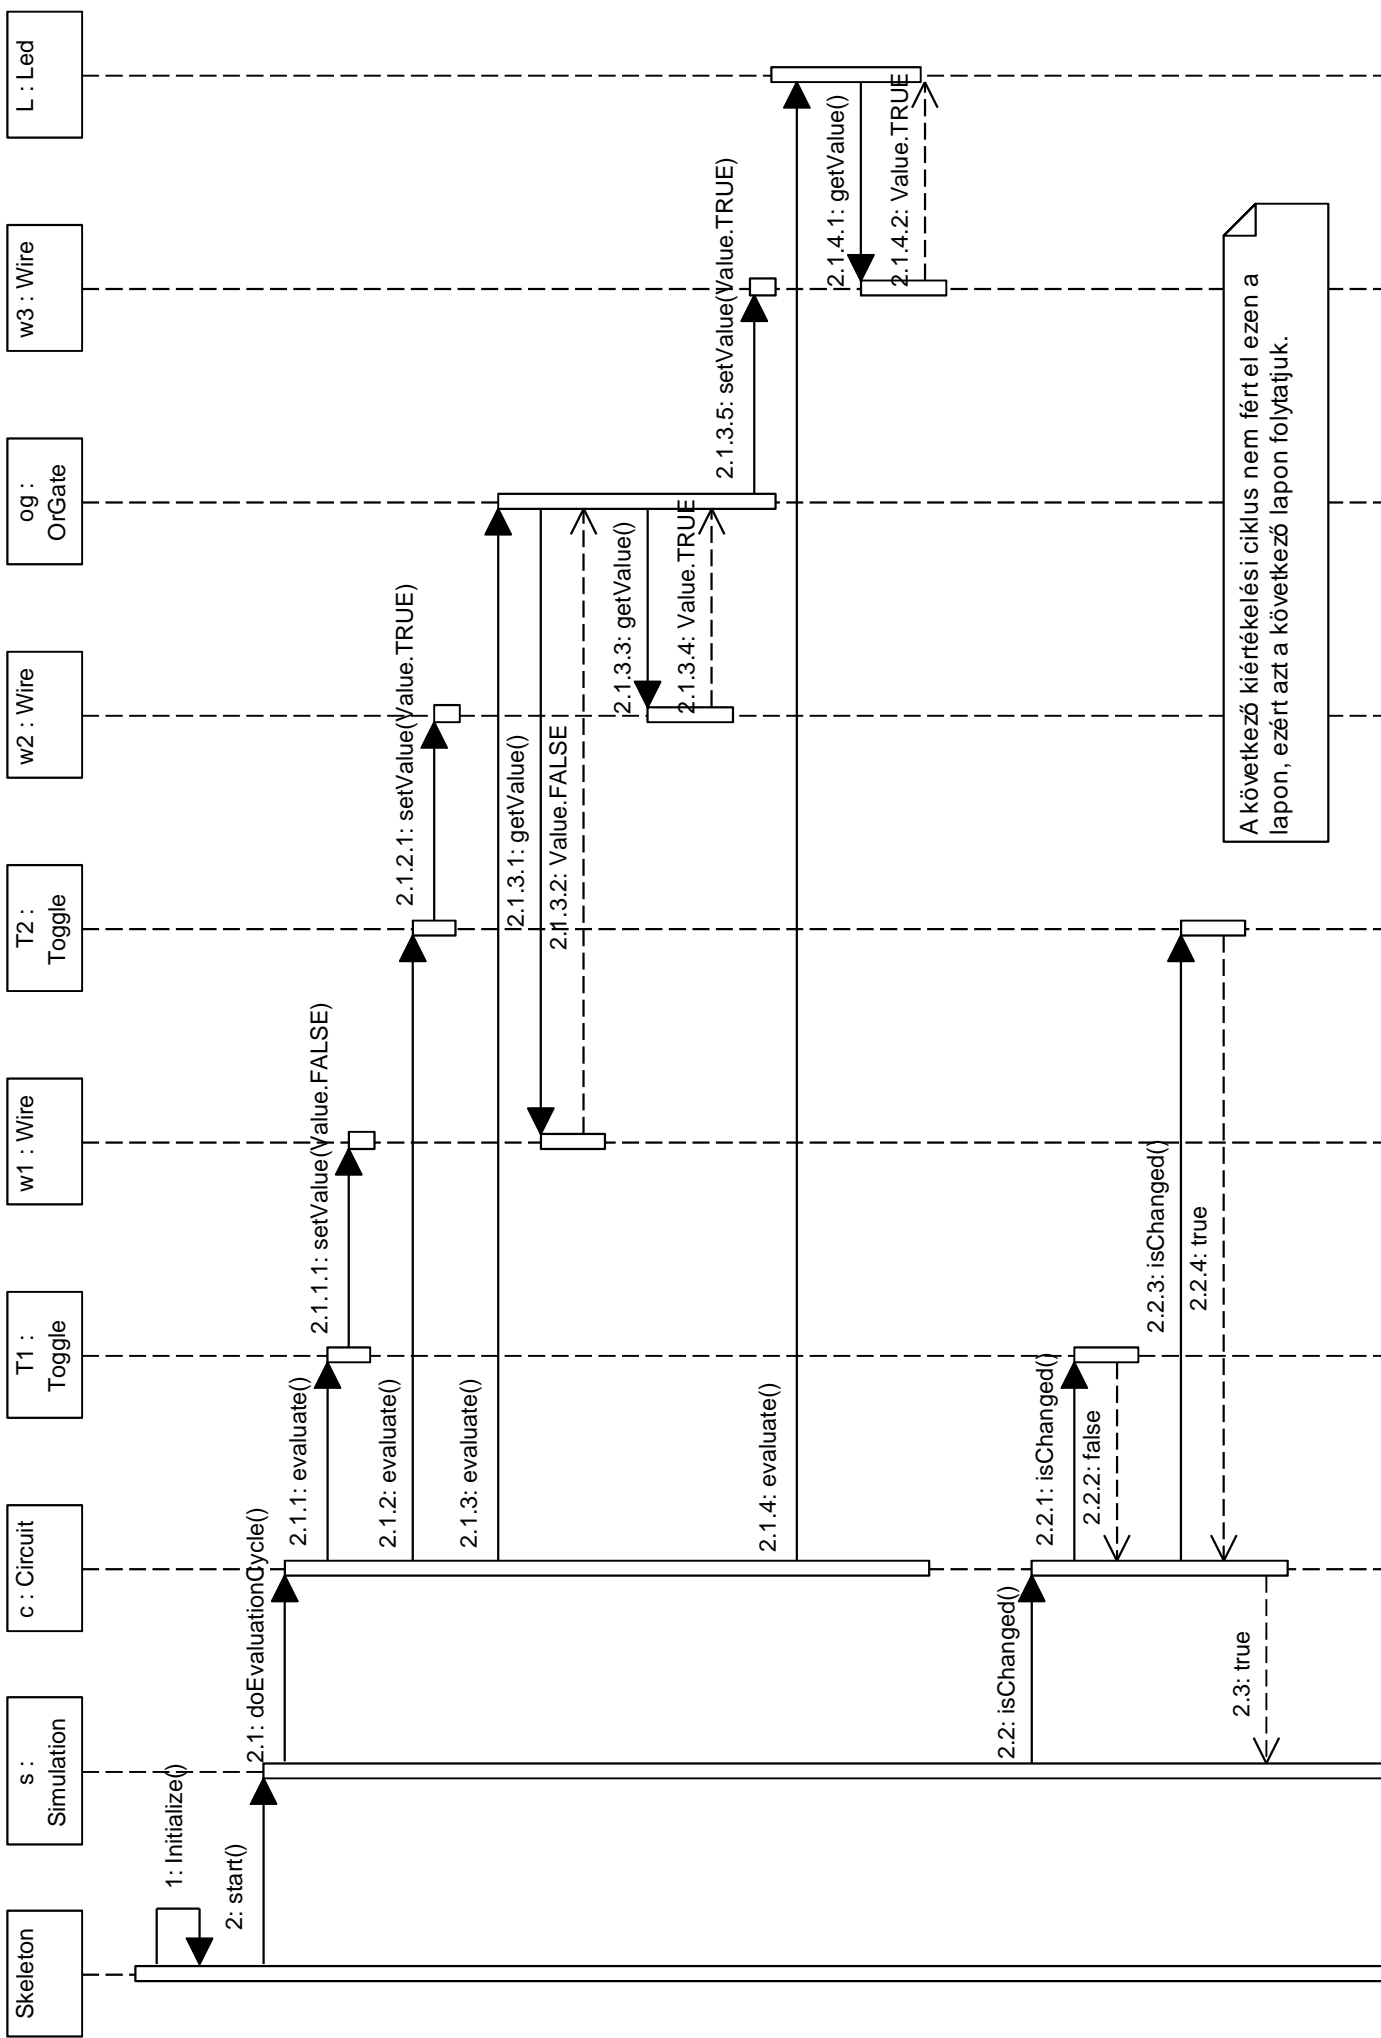 Skeleton
s :
Simulation
c : Circuit
T1 :
Toggle
w1 : Wire
T2 :
Toggle
w2 : Wire
og :
OrGate
w3 : Wire
L : Led
1: Initialize()
2: start()
2.1: doEvaluationCycle()
2.1.1: evaluate()
2.1.1.1: setValue(Value.FALSE)
2.1.2: evaluate()
2.1.2.1: setValue(Value.TRUE)
2.1.3: evaluate()
2.1.3.1: getValue()
2.1.3.2: Value.FALSE
2.1.3.3: getValue()
2.1.3.4: Value.TRUE
2.1.3.5: setValue(Value.TRUE)
2.1.4: evaluate()
2.1.4.1: getValue()
2.1.4.2: Value.TRUE
2.2: isChanged()
2.2.1: isChanged()
2.2.2: false
2.2.3: isChanged()
2.2.4: true
2.3: true
A következő kiértékelési ciklus nem fért el ezen a
lapon, ezért azt a következő lapon folytatjuk.